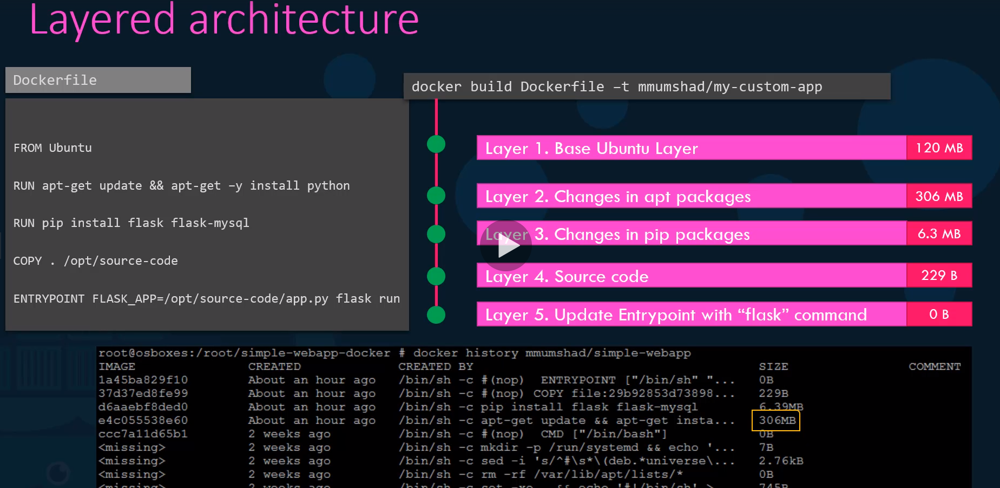 Layered architecture
Dockerfile
FROM Ubuntu
RUN apt-get update && apt-get –y install python
RUN pip install flask flask-mysql
COPY . /opt/source-code
ENTRYPOINT FLASK_APP=/opt/source-code/app.py flask run
docker build Dockerfile –t mmumshad/my-custom-app
Layer 1. Base Ubuntu Layer 120 MB
Layer 2. Changes in apt packages 306 MB
Layer 3. Changes in pip packages 6.3 MB
Layer 4. Source code 229 B
Layer 5. Update Entrypoint with “flask” command 0 B
root@osboxes:/root/simple-webapp-docker # docker history mmumshad/simple-webapp
IMAGE CREATED CREATED BY SIZE COMMENT
1a45ba829f10 About an hour ago /bin/sh -c #(nop) ENTRYPOINT ["/bin/sh" "... 0B
37d37ed8fe99 About an hour ago /bin/sh -c #(nop) COPY file:29b92853d73898... 229B
d6aaebf8ded0 About an hour ago /bin/sh -c pip install flask flask-mysql 6.39MB
e4c055538e60 About an hour ago /bin/sh -c apt-get update && apt-get insta... 306MB
ccc7a11d65b1 2 weeks ago /bin/sh -c #(nop) CMD ["/bin/bash"] 0B
<missing> 2 weeks ago /bin/sh -c mkdir -p /run/systemd && echo '... 7B
<missing> 2 weeks ago /bin/sh -c sed -i 's/^#\s*\(deb.*universe\... 2.76kB
<missing> 2 weeks ago /bin/sh -c rm -rf /var/lib/apt/lists/* 0B
<missing> 2 weeks ago /bin/sh -c set -xe && echo '#!/bin/sh' > 745B